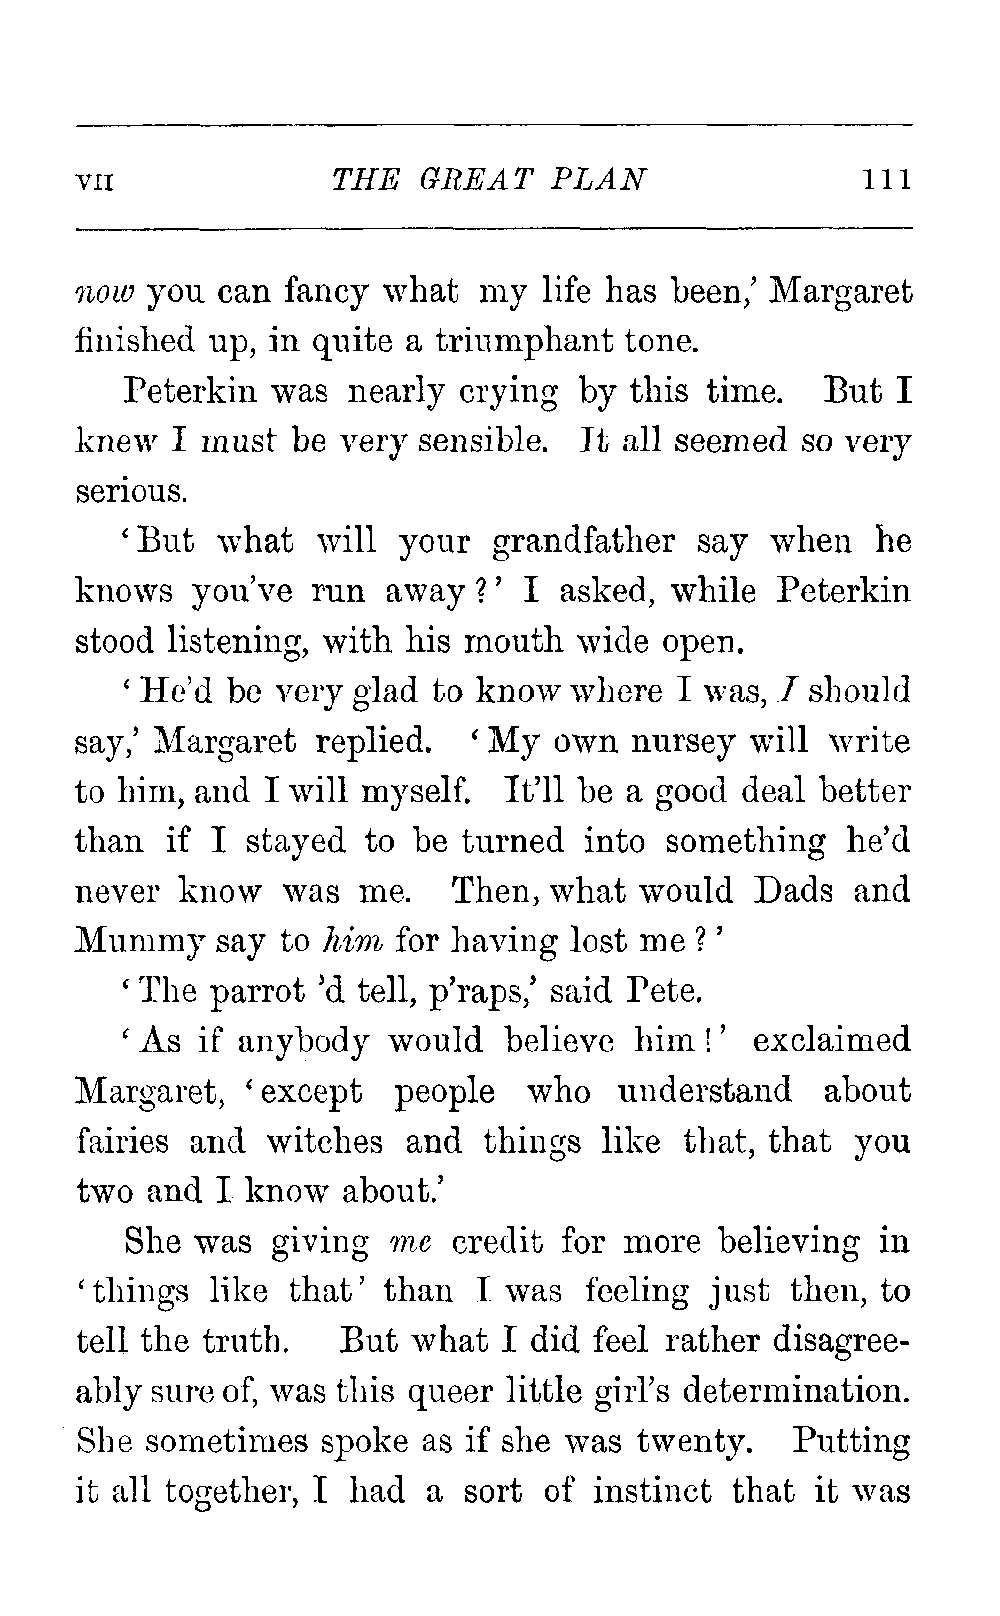 VII THE GREAT PLAN 111
now you can fancy what my life has been,’ Margaret
finished up, in quite a triumphant tone.
Peterkin was nearly crying by this time. But I
knew I must be very sensible. It all seemed so very
serious.
‘But what will your grandfather say when he
knows you’ve run away?’ I asked, while Peterkin
stood listening, with his mouth wide open.
‘He’d be very glad to know where I was, I should
say,’ Margaret replied. ‘My own nursey will write
to him, and I will myself. It’ll be a good deal better
than if I stayed to be turned into something he’d
never know was me. Then, what would Dads and
Mummy say to him for having lost me?’
‘The parrot ’d tell, p’raps,’ said Pete.
‘As if anybody would believe him!’ exclaimed
Margaret, ‘except people who understand about
fairies and witches and things like that, that you
two and I know about.’
She was giving me credit for more believing in
‘things like that’ than I was feeling just then, to
tell the truth. But what I did feel rather disagree-
ably sure of, was this queer little girl’s determination.
She sometimes spoke as if she was twenty. Putting
it all together, I had a sort of instinct that it was